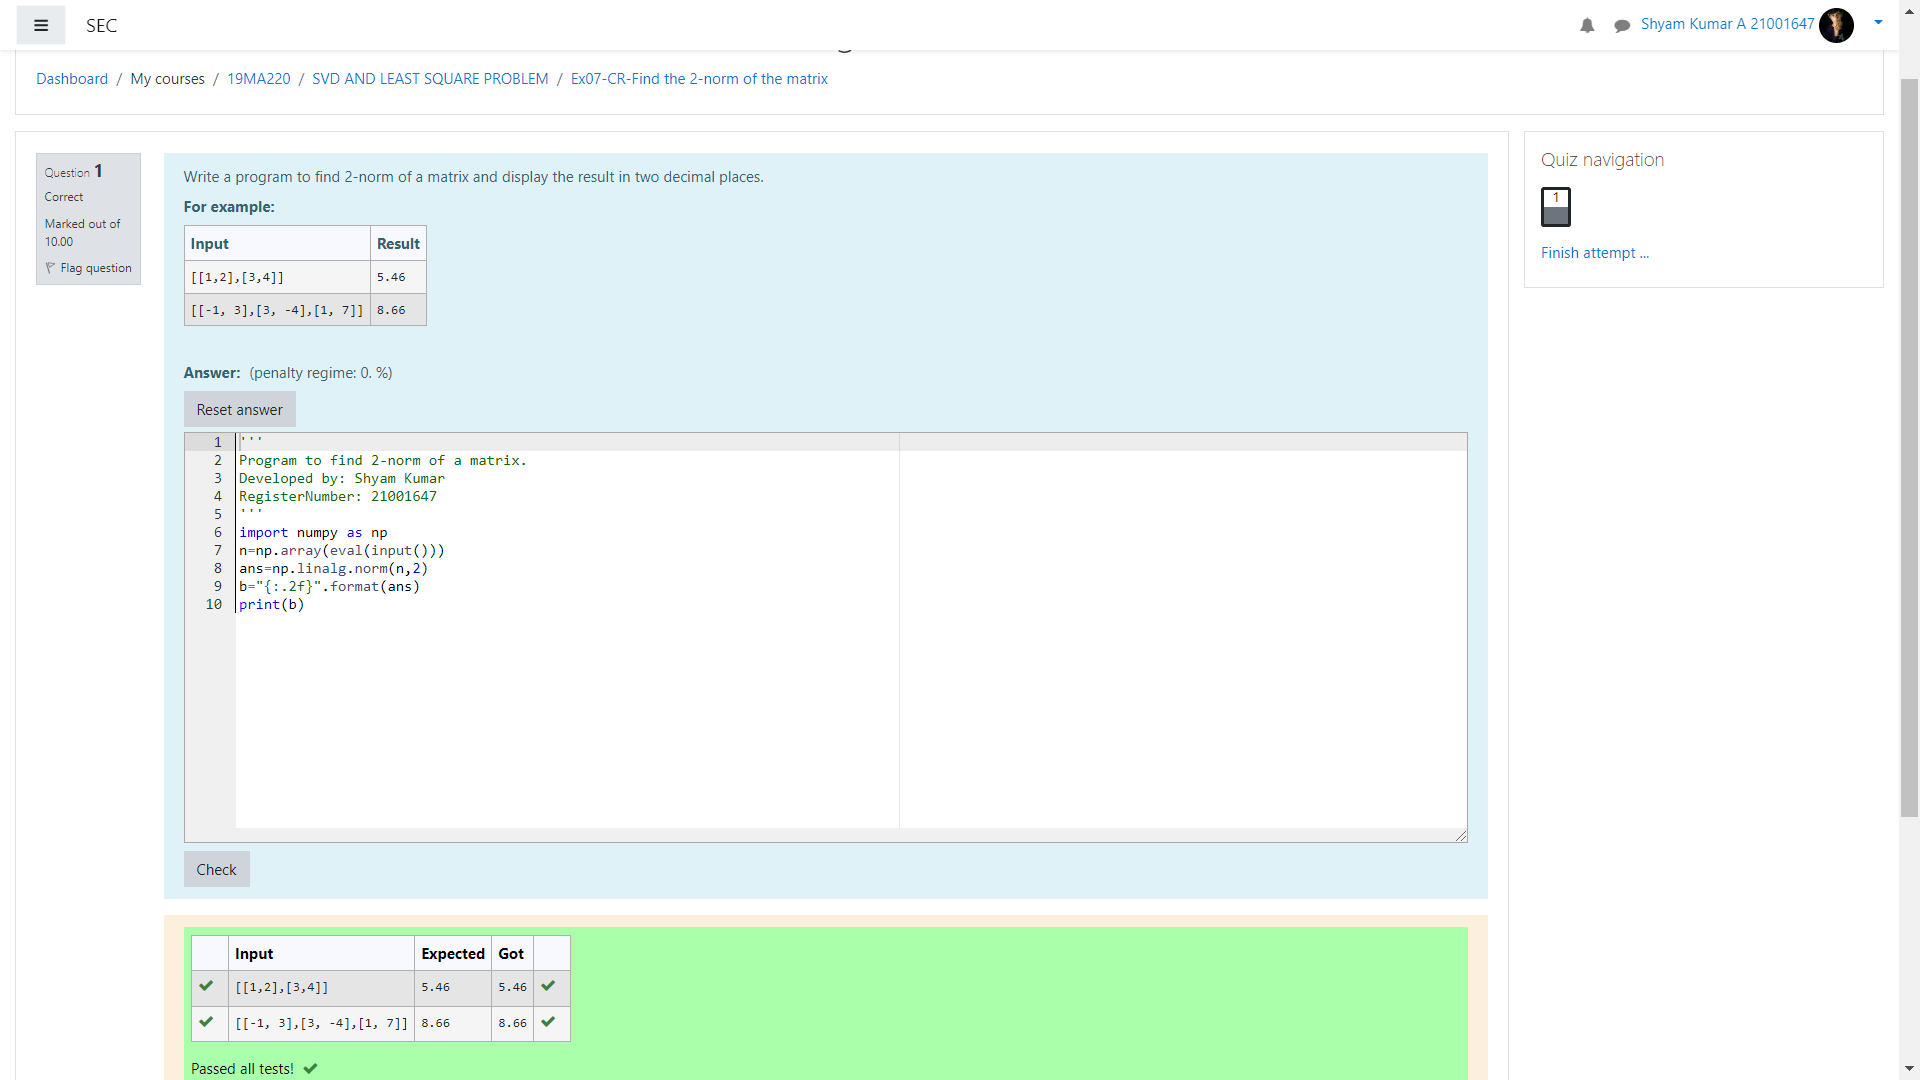 SEC
Shyam Kumar A 21001647
Dashboard / My courses / 19MA220 / SVD AND LEAST SQUARE PROBLEM / Ex07-CR-Find the 2-norm of the matrix
Question 1
Correct
Marked out of
10.00
Flag question
Write a program to find 2-norm of a matrix and display the result in two decimal places.
For example:
Input Result
[[1,2],[3,4]] 5.46
[[-1, 3],[3, -4],[1, 7]] 8.66
Answer: (penalty regime: 0. %)
Reset answer
1 '''
2 Program to find 2-norm of a matrix.
3 Developed by: Shyam Kumar
4 RegisterNumber: 21001647
5 '''
6 import numpy as np
7 n=np.array(eval(input()))
8 ans=np.linalg.norm(n,2)
9 b="{:.2f}".format(ans)
10 print(b)
Check
Input Expected Got
[[1,2],[3,4]] 5.46 5.46
[[-1, 3],[3, -4],[1, 7]] 8.66 8.66
Passed all tests!
Quiz navigation
1
Finish attempt ...